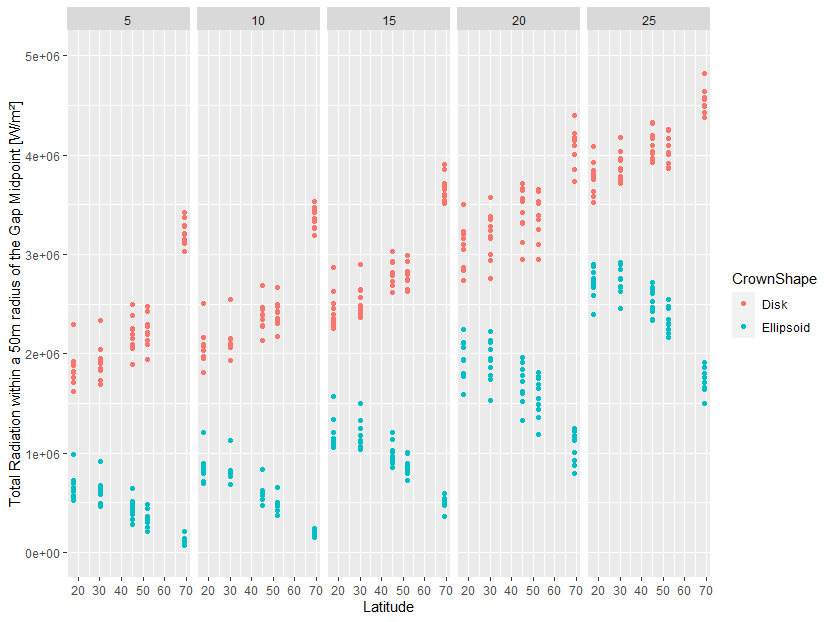 5 10 15 20 25
5e+06
4e+06
3e+06
2e+06
1e+06
0e+00
Total Radiation within a 50m radius of the Gap Midpoint [W/m²]
20 30 40 50 60 70 20 30 40 50 60 70 20 30 40 50 60 70 20 30 40 50 60 70 20 30 40 50 60 70
Latitude
CrownShape
Disk
Ellipsoid